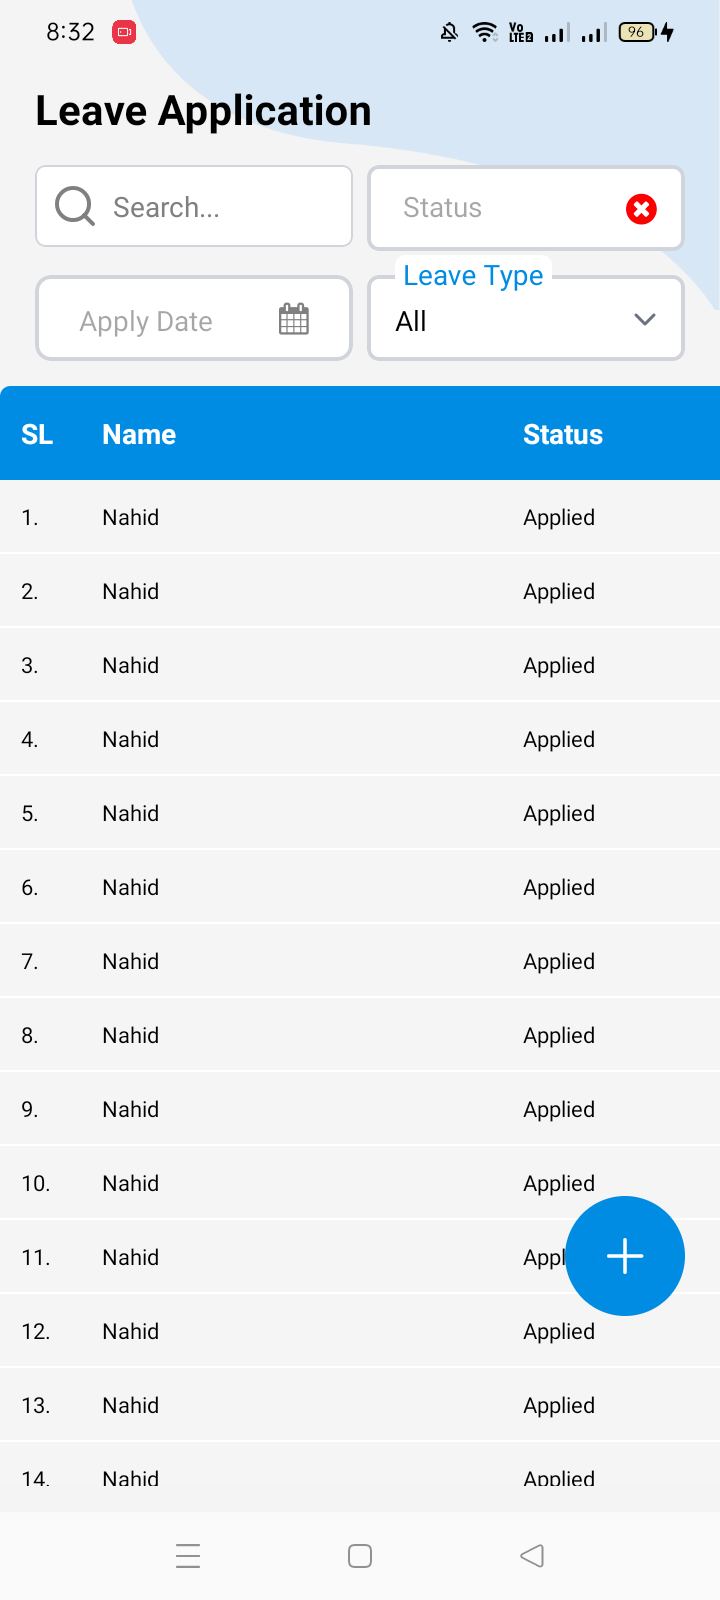 8:32 Vo LTE2 96
Leave Application
Search... Status
Leave Type
Apply Date All
SL Name Status
1. Nahid Applied
2. Nahid Applied
3. Nahid Applied
4. Nahid Applied
5. Nahid Applied
6. Nahid Applied
7. Nahid Applied
8. Nahid Applied
9. Nahid Applied
10. Nahid Applied
11. Nahid Appl
12. Nahid Applied
13. Nahid Applied
14. Nahid Applied